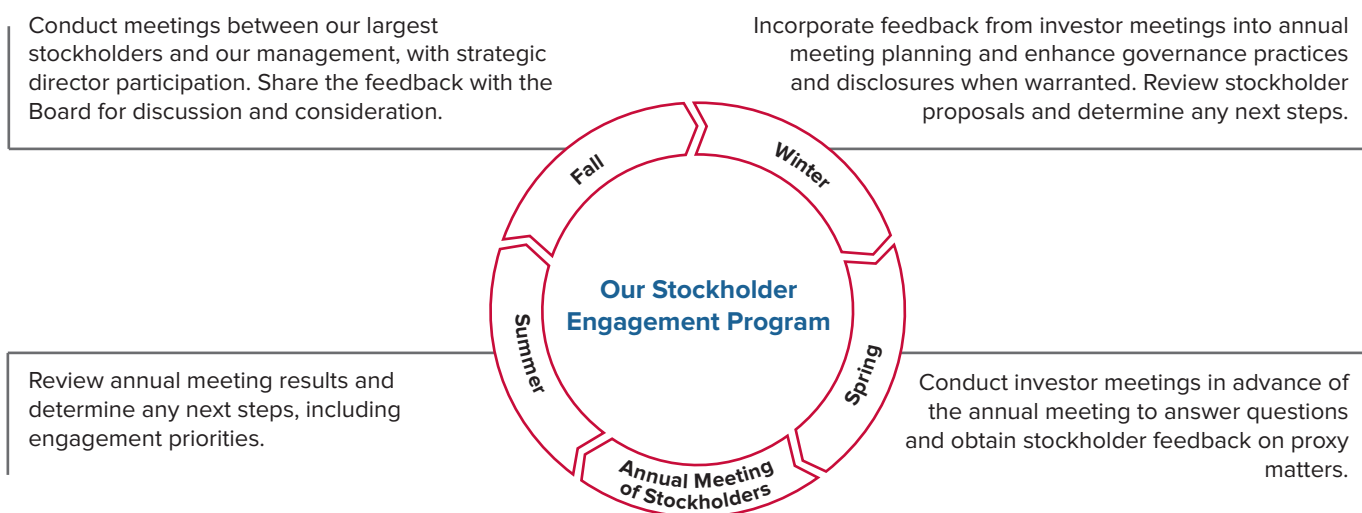 Conduct meetings between our largest
stockholders and our management, with strategic
director participation. Share the feedback with the
Board for discussion and consideration.
Incorporate feedback from investor meetings into annual
meeting planning and enhance governance practices
and disclosures when warranted. Review stockholder
proposals and determine any next steps.
Fall
Winter
Our Stockholder
Engagement Program
Summer
Spring
Review annual meeting results and
determine any next steps, including
engagement priorities.
Conduct investor meetings in advance of
the annual meeting to answer questions
and obtain stockholder feedback on proxy
matters.
Annual Meeting
of Stockholders